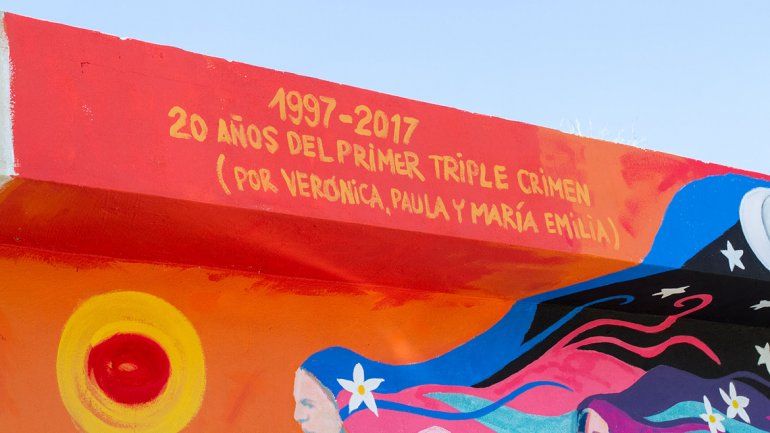 1997-2017
20 AÑOS DEL PRIMER TRIPLE CRIMEN
(POR VERÓNICA, PAULA Y MARÍA EMILIA)